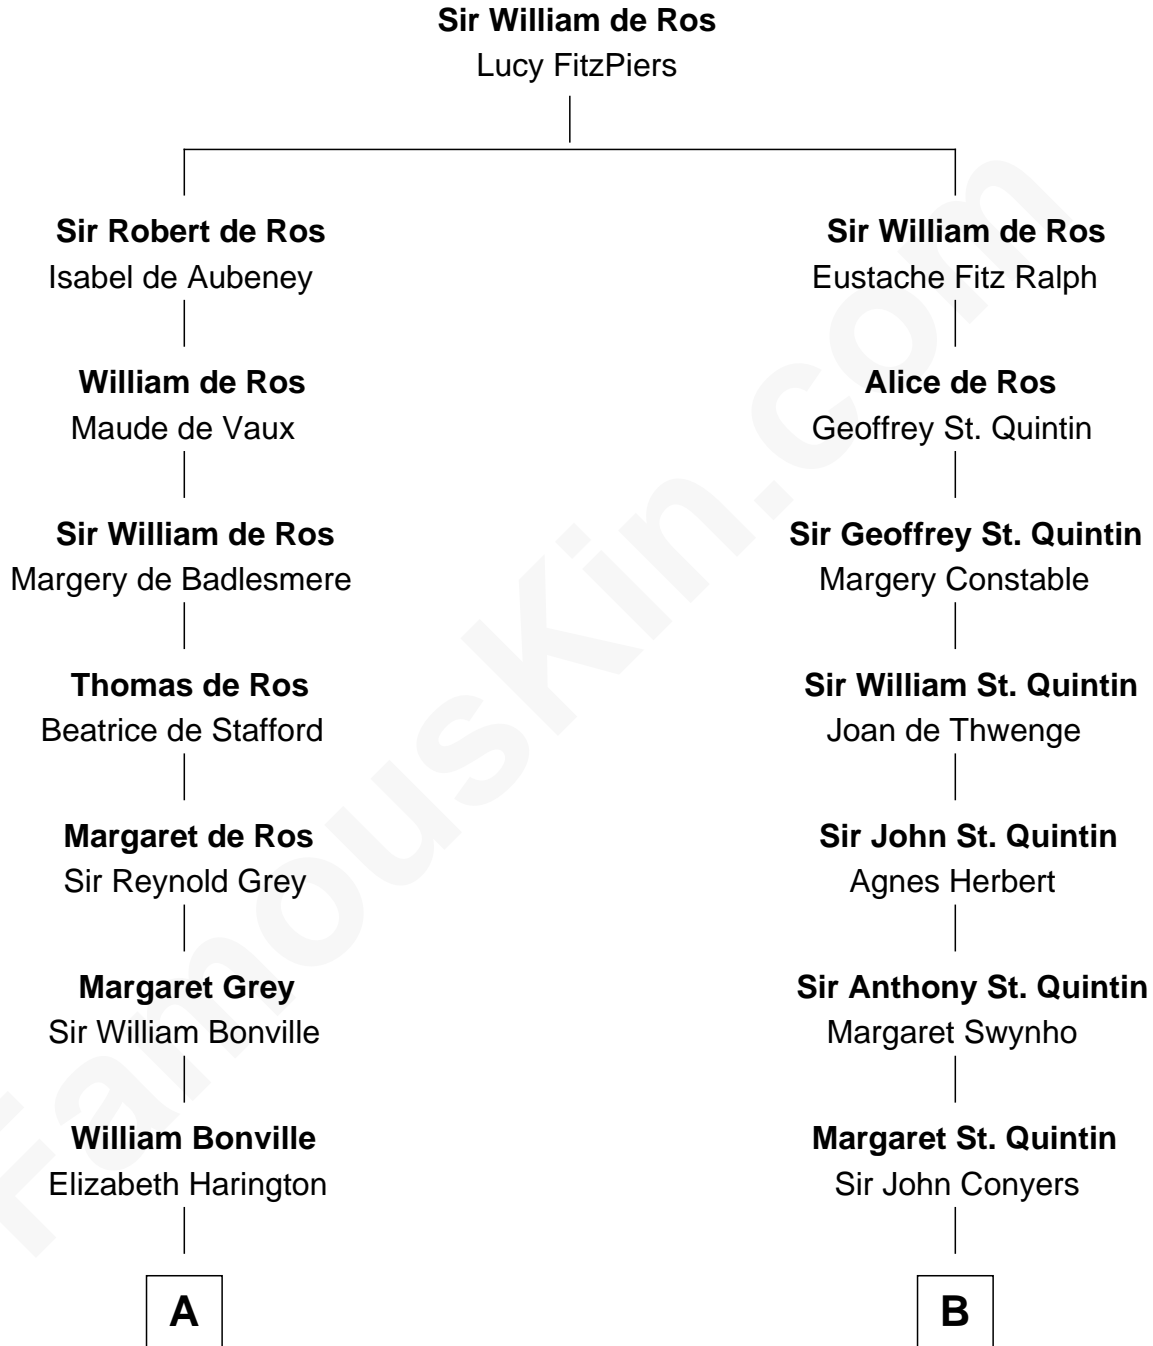 Sir William de Ros
Lucy FitzPiers
Sir Robert de Ros
Isabel de Aubeney
William de Ros
Maude de Vaux
Sir William de Ros
Margery de Badlesmere
Thomas de Ros
Beatrice de Stafford
Margaret de Ros
Sir Reynold Grey
Margaret Grey
Sir William Bonville
William Bonville
Elizabeth Harington
A
Sir William de Ros
Eustache Fitz Ralph
Alice de Ros
Geoffrey St. Quintin
Sir Geoffrey St. Quintin
Margery Constable
Sir William St. Quintin
Joan de Thwenge
Sir John St. Quintin
Agnes Herbert
Sir Anthony St. Quintin
Margaret Swynho
Margaret St. Quintin
Sir John Conyers
B
FamousKin.com